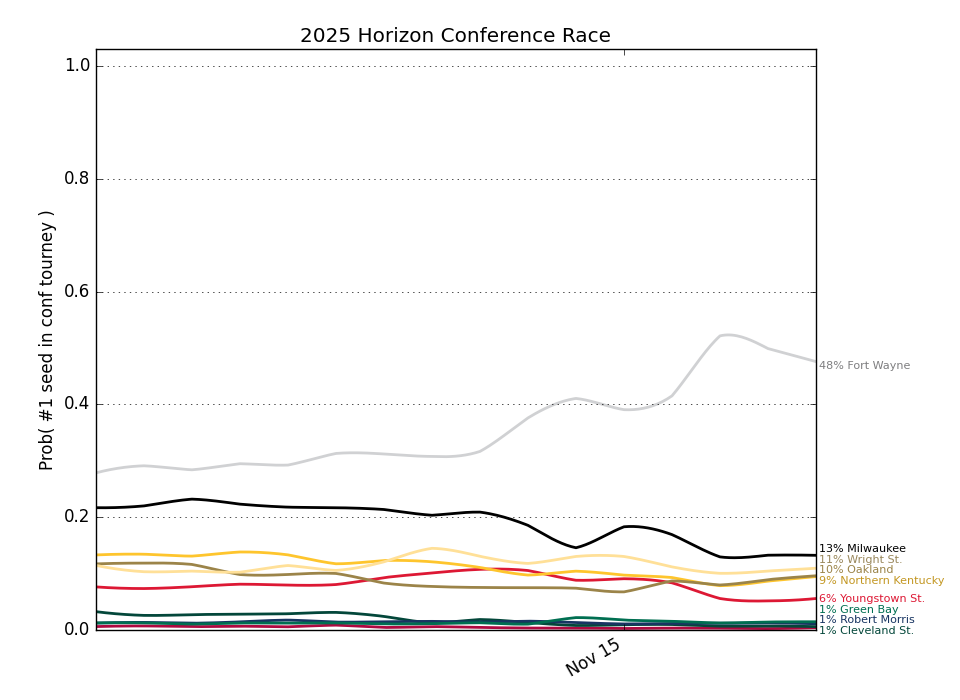 2025 Horizon Conference Race
Prob( #1 seed in conf tourney )
1.0
0.8
0.6
0.4
0.2
0.0
Nov 15
48% Fort Wayne
13% Milwaukee
11% Wright St.
10% Oakland
9% Northern Kentucky
6% Youngstown St.
1% Green Bay
1% Robert Morris
1% Cleveland St.